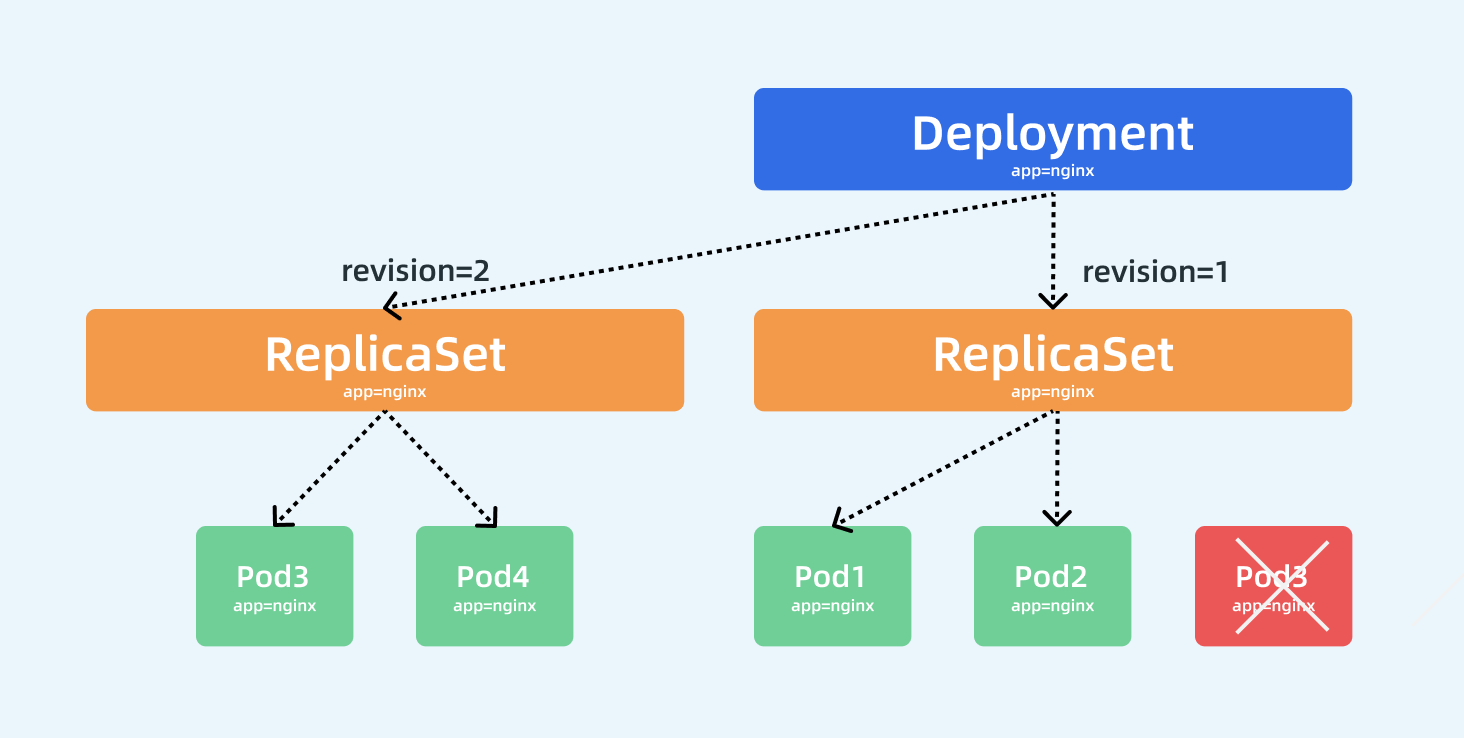 Deployment
app=nginx
revision=2
revision=1
ReplicaSet
app=nginx
ReplicaSet
app=nginx
Pod3
app=nginx
Pod4
app=nginx
Pod1
app=nginx
Pod2
app=nginx
Pod3
app=nginx